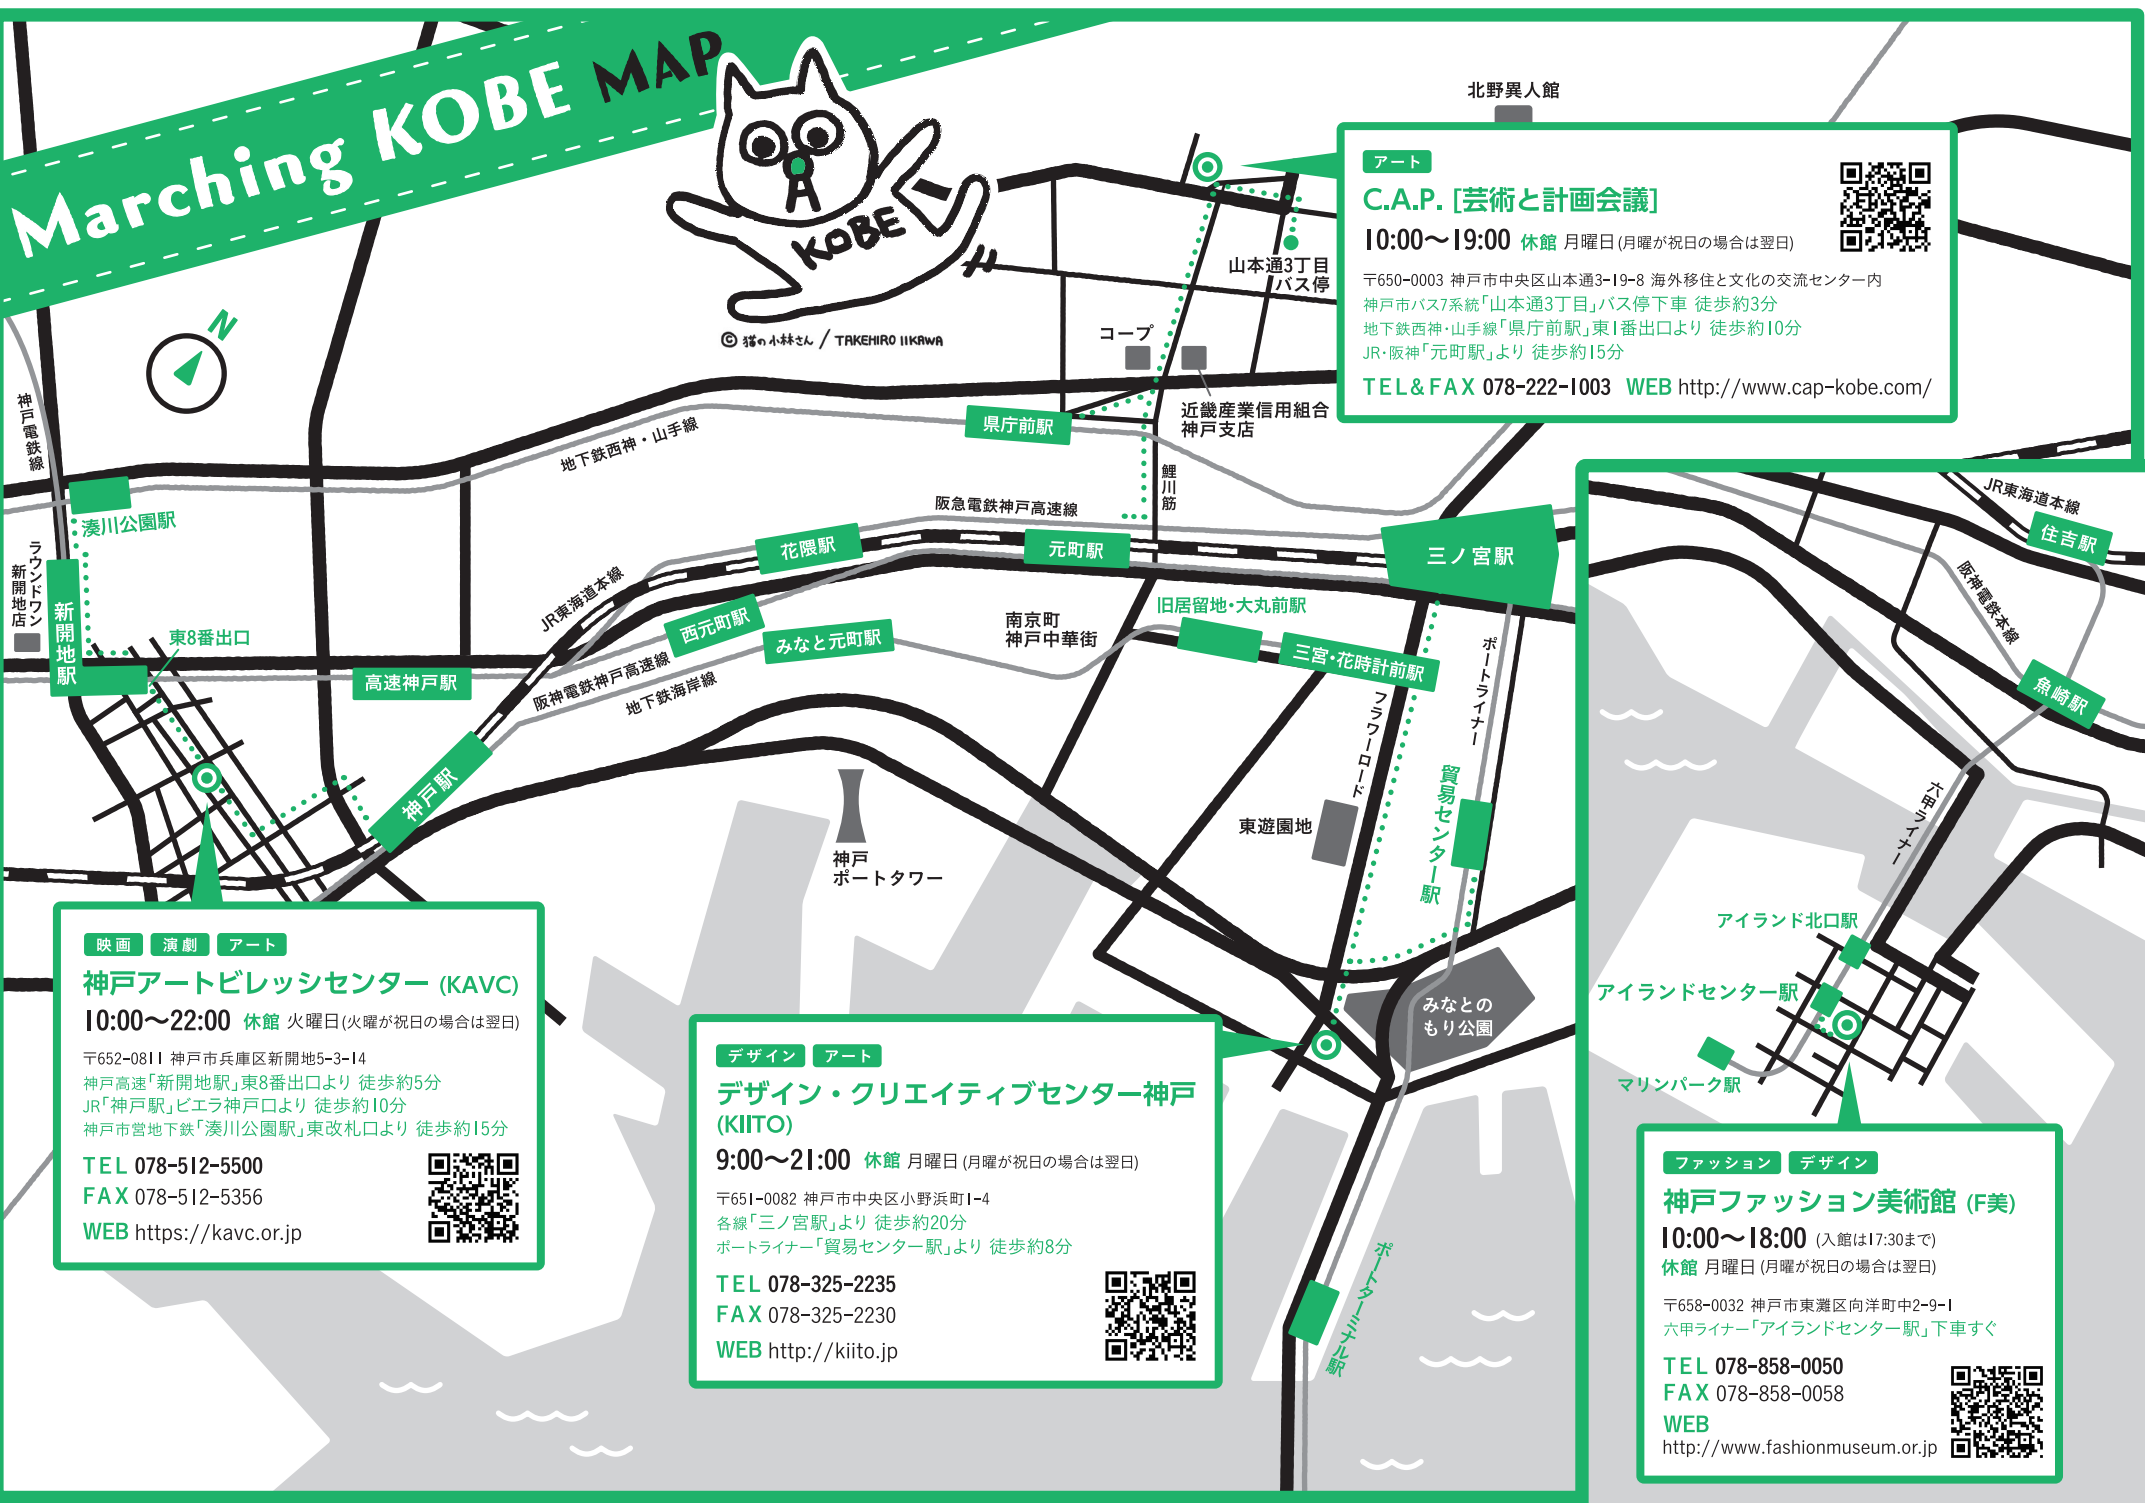 Marching KOBE MAP
KOBE
© 猫の小林さん / TAKEHIRO IIKAWA
N
北野異人館
アート
C.A.P. [芸術と計画会議]
10:00〜19:00 休館 月曜日(月曜が祝日の場合は翌日)
〒650-0003 神戸市中央区山本通3-19-8 海外移住と文化の交流センター内
神戸市バス7系統「山本通3丁目」バス停下車 徒歩約3分
地下鉄西神・山手線「県庁前駅」東1番出口より 徒歩約10分
JR・阪神「元町駅」より 徒歩約15分
TEL&FAX 078-222-1003 WEB http://www.cap-kobe.com/
山本通3丁目
バス停
コープ
近畿産業信用組合
神戸支店
県庁前駅
地下鉄西神・山手線
鯉川筋
神戸電鉄線
湊川公園駅
ラウンドワン
新開地店
新開地駅
東8番出口
高速神戸駅
阪急電鉄神戸高速線
花隈駅
元町駅
三ノ宮駅
JR東海道本線
西元町駅
みなと元町駅
阪神電鉄神戸高速線
地下鉄海岸線
南京町
神戸中華街
旧居留地・大丸前駅
三宮・花時計前駅
ポートライナー
フラワーロード
貿易センター駅
東遊園地
神戸駅
神戸
ポートタワー
みなとの
もり公園
ポートターミナル駅
JR東海道本線
住吉駅
阪神電鉄本線
魚崎駅
六甲ライナー
アイランド北口駅
アイランドセンター駅
マリンパーク駅
映画 演劇 アート
神戸アートビレッジセンター (KAVC)
10:00〜22:00 休館 火曜日(火曜が祝日の場合は翌日)
〒652-0811 神戸市兵庫区新開地5-3-14
神戸高速「新開地駅」東8番出口より 徒歩約5分
JR「神戸駅」ビエラ神戸口より 徒歩約10分
神戸市営地下鉄「湊川公園駅」東改札口より 徒歩約15分
TEL 078-512-5500
FAX 078-512-5356
WEB https://kavc.or.jp
デザイン アート
デザイン・クリエイティブセンター神戸
(KIITO)
9:00〜21:00 休館 月曜日(月曜が祝日の場合は翌日)
〒651-0082 神戸市中央区小野浜町1-4
各線「三ノ宮駅」より 徒歩約20分
ポートライナー「貿易センター駅」より 徒歩約8分
TEL 078-325-2235
FAX 078-325-2230
WEB http://kiito.jp
ファッション デザイン
神戸ファッション美術館 (F美)
10:00〜18:00 (入館は17:30まで)
休館 月曜日(月曜が祝日の場合は翌日)
〒658-0032 神戸市東灘区向洋町中2-9-1
六甲ライナー「アイランドセンター駅」下車すぐ
TEL 078-858-0050
FAX 078-858-0058
WEB
http://www.fashionmuseum.or.jp